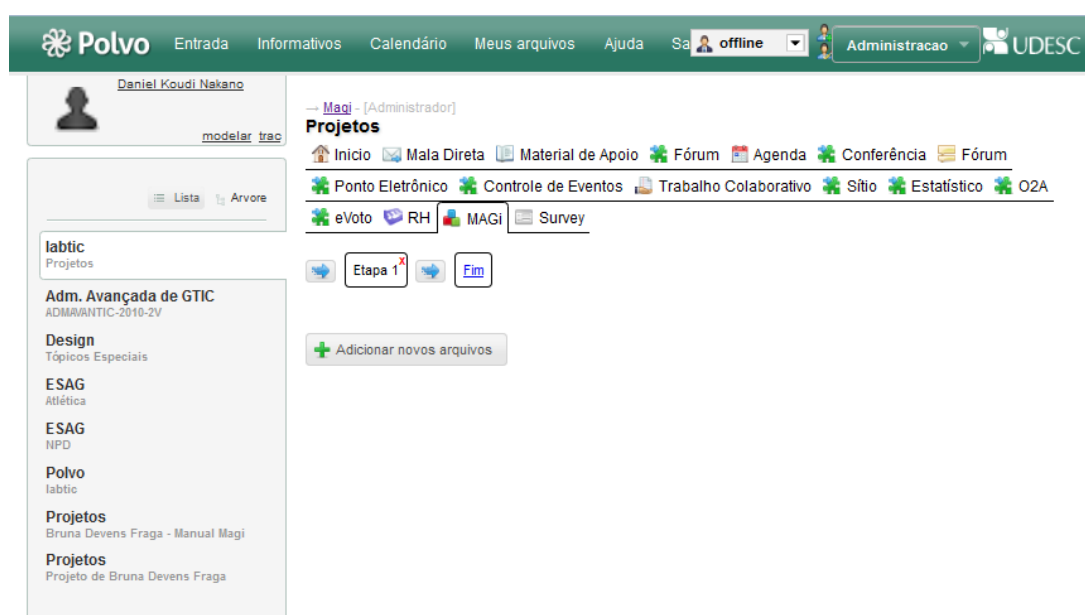 Polvo Entrada Informativos Calendário Meus arquivos Ajuda Sa offline Administracao UDESC
Daniel Koudi Nakano
modelar trac
Lista Arvore
labtic
Projetos
Adm. Avançada de GTIC
ADMAVANTIC-2010-2V
Design
Tópicos Especiais
ESAG
Atlética
ESAG
NPD
Polvo
labtic
Projetos
Bruna Devens Fraga - Manual Magi
Projetos
Projeto de Bruna Devens Fraga
→ Magi - [Administrador]
Projetos
Inicio Mala Direta Material de Apoio Fórum Agenda Conferência Fórum
Ponto Eletrônico Controle de Eventos Trabalho Colaborativo Sítio Estatístico O2A
eVoto RH MAGi Survey
Etapa 1 x Fim
Adicionar novos arquivos